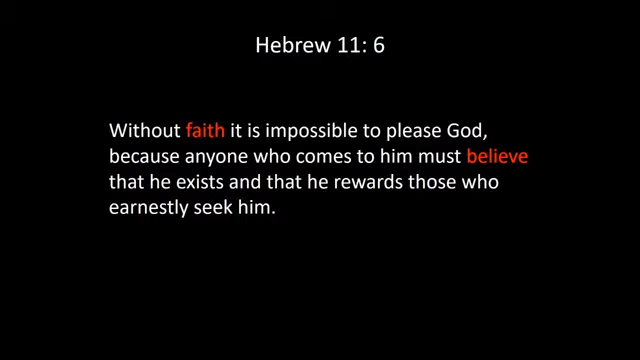 Hebrew 11: 6
Without faith it is impossible to please God,
because anyone who comes to him must believe
that he exists and that he rewards those who
earnestly seek him.